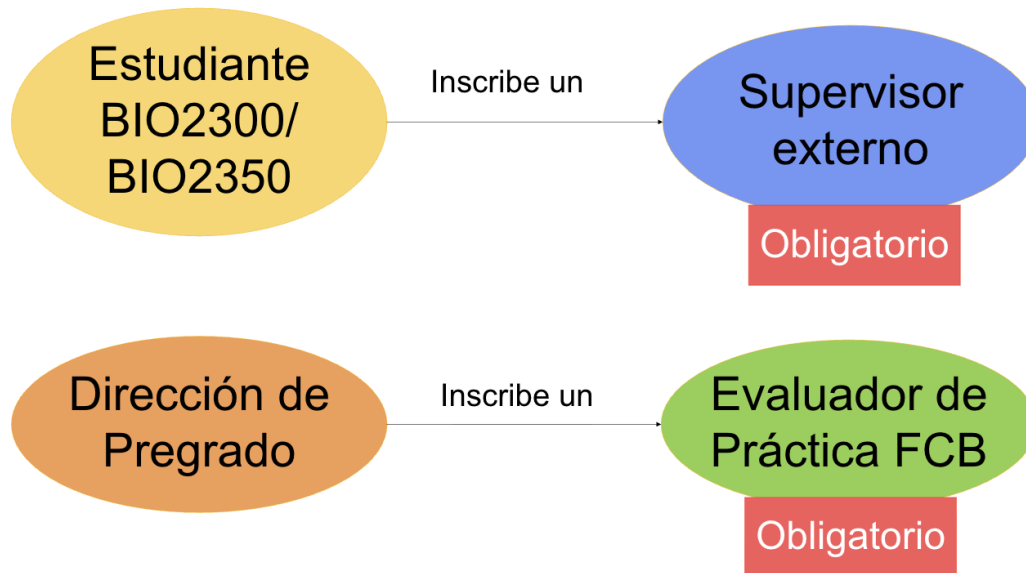 Estudiante
BIO2300/
BIO2350
Inscribe un
Supervisor
externo
Obligatorio
Dirección de
Pregrado
Inscribe un
Evaluador de
Práctica FCB
Obligatorio